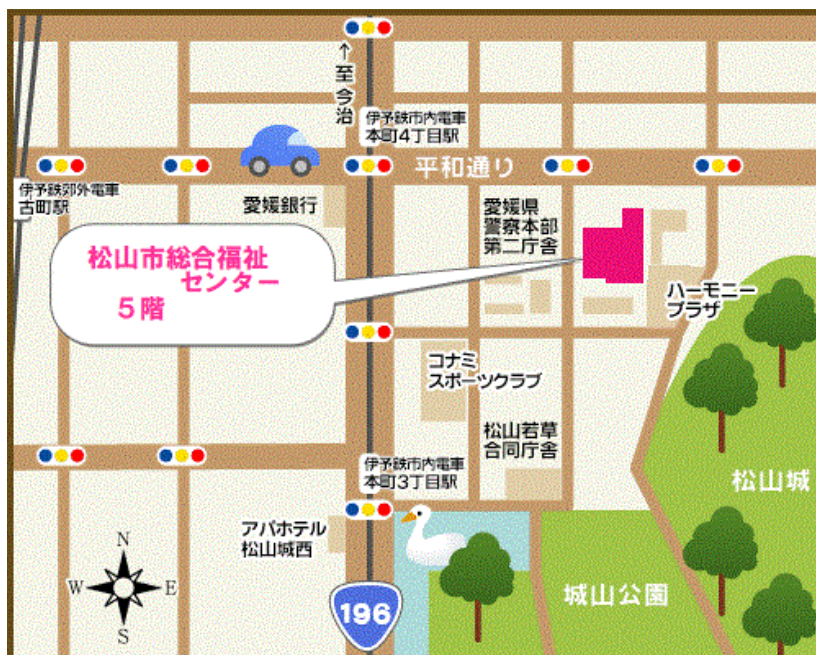 ↑至今治
伊予鉄市内電車
本町4丁目駅
平和通り
伊予鉄郊外電車
古町駅
愛媛銀行
愛媛県
警察本部
第二庁舎
松山市総合福祉
センター
5階
ハーモニー
プラザ
コナミ
スポーツクラブ
松山若草
合同庁舎
伊予鉄市内電車
本町3丁目駅
松山城
アパホテル
松山城西
城山公園
196
N
W
E
S